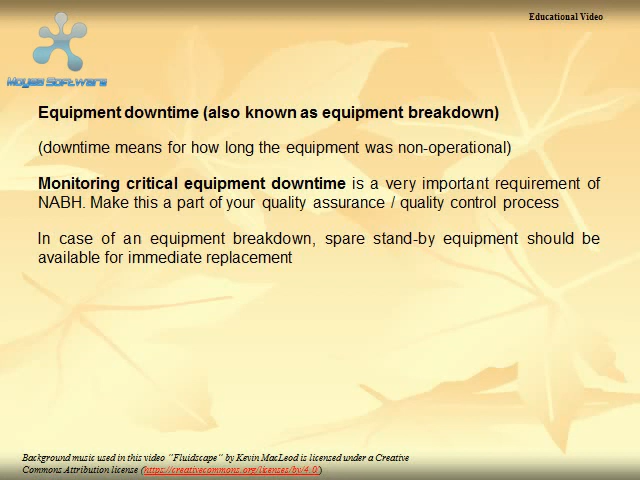 Educational Video
Moyea Software
Equipment downtime (also known as equipment breakdown)
(downtime means for how long the equipment was non-operational)
Monitoring critical equipment downtime is a very important requirement of
NABH. Make this a part of your quality assurance / quality control process
In case of an equipment breakdown, spare stand-by equipment should be
available for immediate replacement
Background music used in this video "Fluidscape" by Kevin MacLeod is licensed under a Creative
Commons Attribution license (https://creativecommons.org/licenses/by/4.0/)